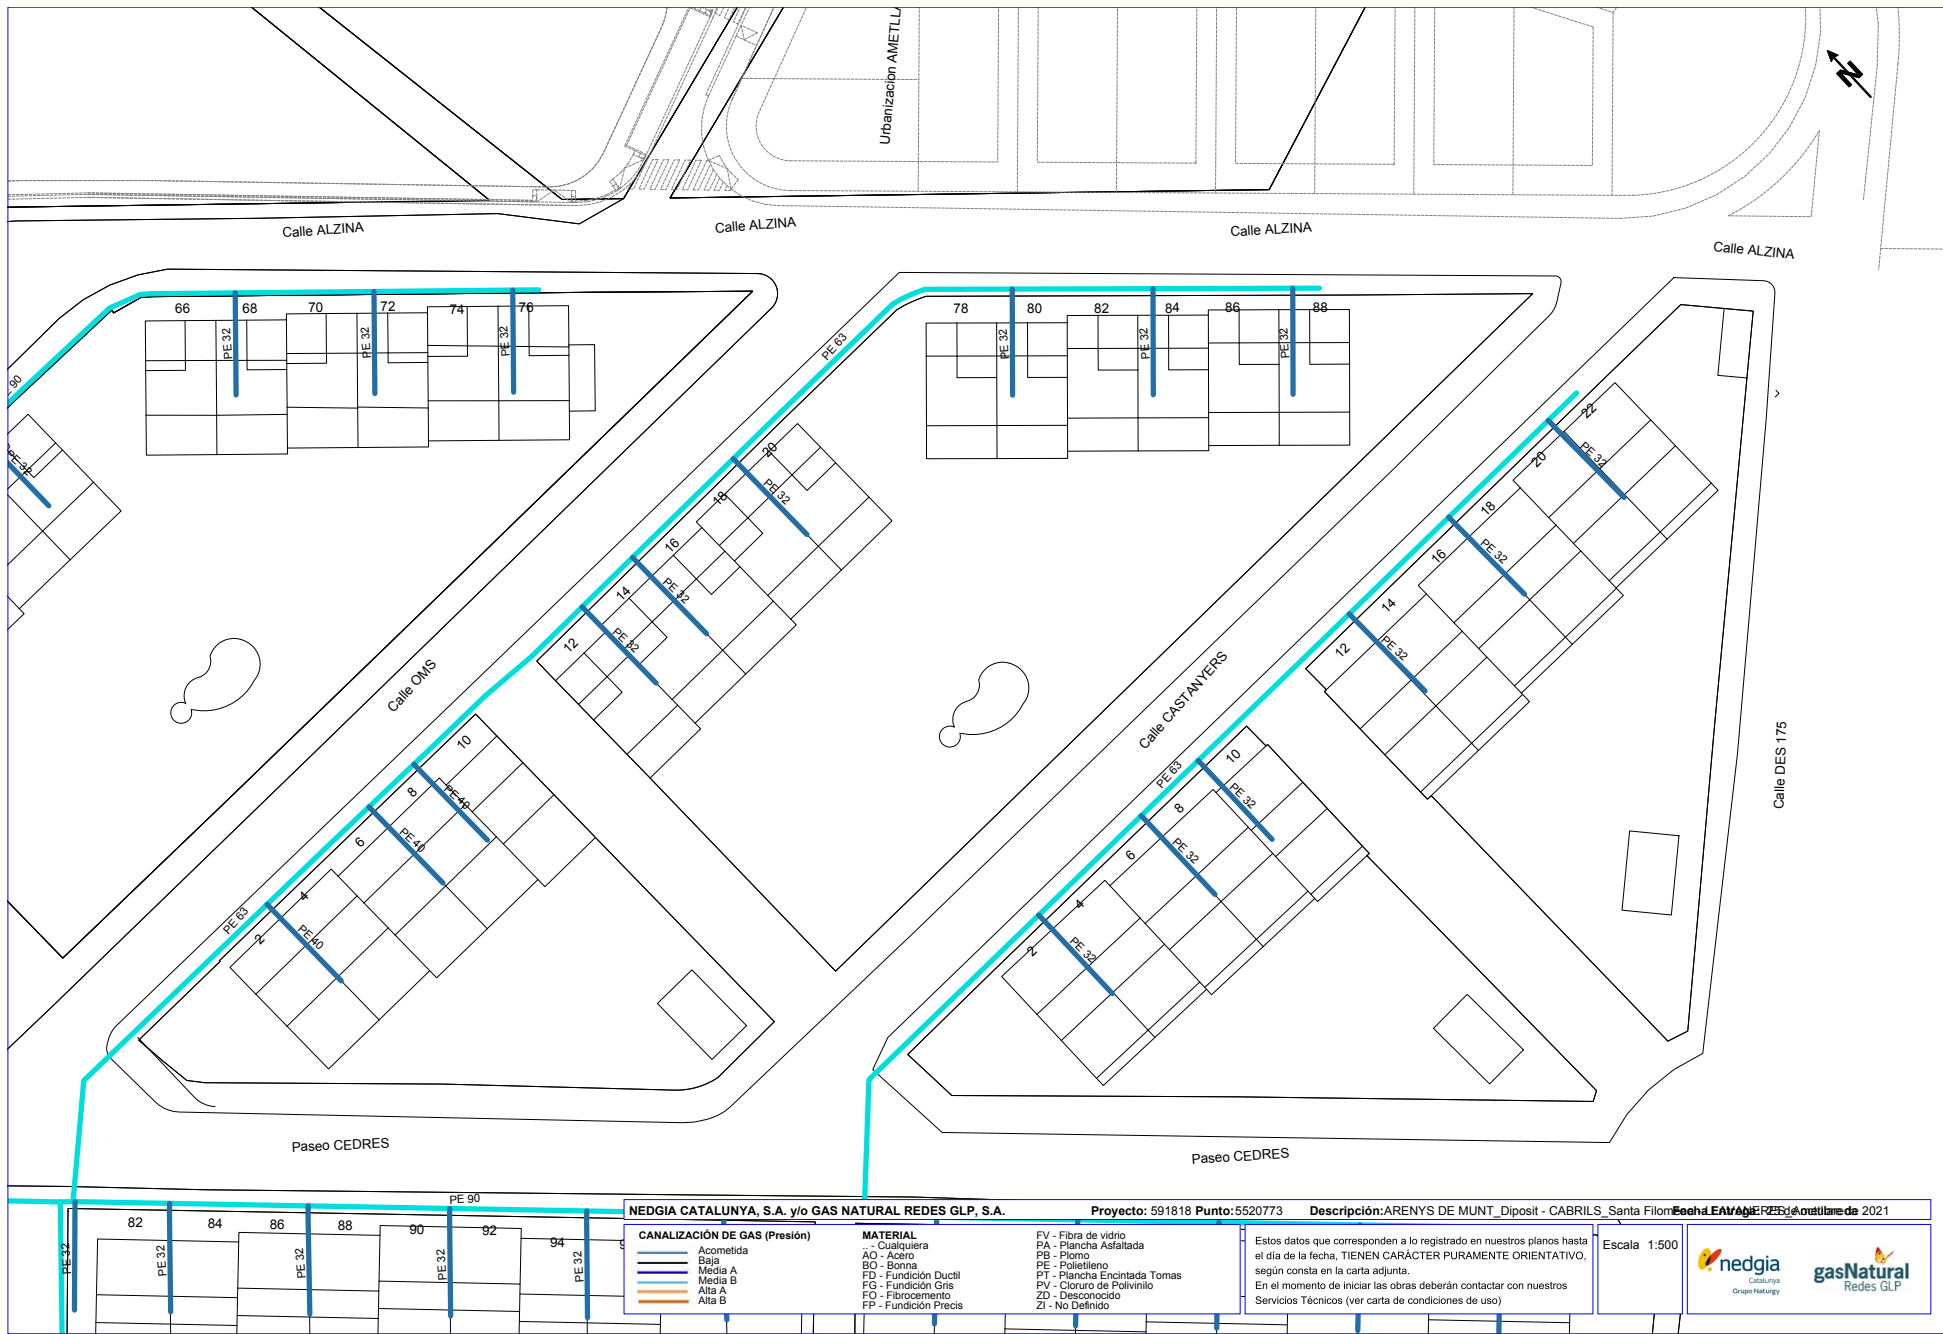 Urbanizacion AMETLLA
N
Calle ALZINA
Calle ALZINA
Calle ALZINA
Calle ALZINA
66
68
70
72
74
76
PE 32
PE 32
PE 32
78
80
82
84
86
88
PE 32
PE 32
PE 32
PE 63
90
PE 32
20
18
16
14
12
PE 32
PE 32
PE 32
22
20
18
16
14
12
PE 32
PE 32
PE 32
Calle OMS
Calle CASTANYERS
Calle DES 175
10
8
6
4
2
PE 40
PE 40
PE 40
PE 63
PE 63
10
8
6
4
2
PE 32
PE 32
PE 32
Paseo CEDRES
Paseo CEDRES
PE 90
82
84
86
88
90
92
94
PE 32
PE 32
PE 32
PE 32
PE 32
NEDGIA CATALUNYA, S.A. y/o GAS NATURAL REDES GLP, S.A.
Proyecto: 591818 Punto:5520773
Descripción:ARENYS DE MUNT_Diposit - CABRILS_Santa Filomena
Fecha Entrega: 25 de octubre de 2021
CANALIZACIÓN DE GAS (Presión)
Acometida
Baja
Media A
Media B
Alta A
Alta B
MATERIAL
.. - Cualquiera
AO - Acero
BO - Bonna
FD - Fundición Ductil
FG - Fundición Gris
FO - Fibrocemento
FP - Fundición Precis
FV - Fibra de vidrio
PA - Plancha Asfaltada
PB - Plomo
PE - Polietileno
PT - Plancha Encintada Tomas
PV - Cloruro de Polivinilo
ZD - Desconocido
ZI - No Definido
Estos datos que corresponden a lo registrado en nuestros planos hasta
el día de la fecha, TIENEN CARÁCTER PURAMENTE ORIENTATIVO,
según consta en la carta adjunta.
En el momento de iniciar las obras deberán contactar con nuestros
Servicios Técnicos (ver carta de condiciones de uso)
Escala 1:500
nedgia
Catalunya
Grupo Naturgy
gasNatural
Redes GLP